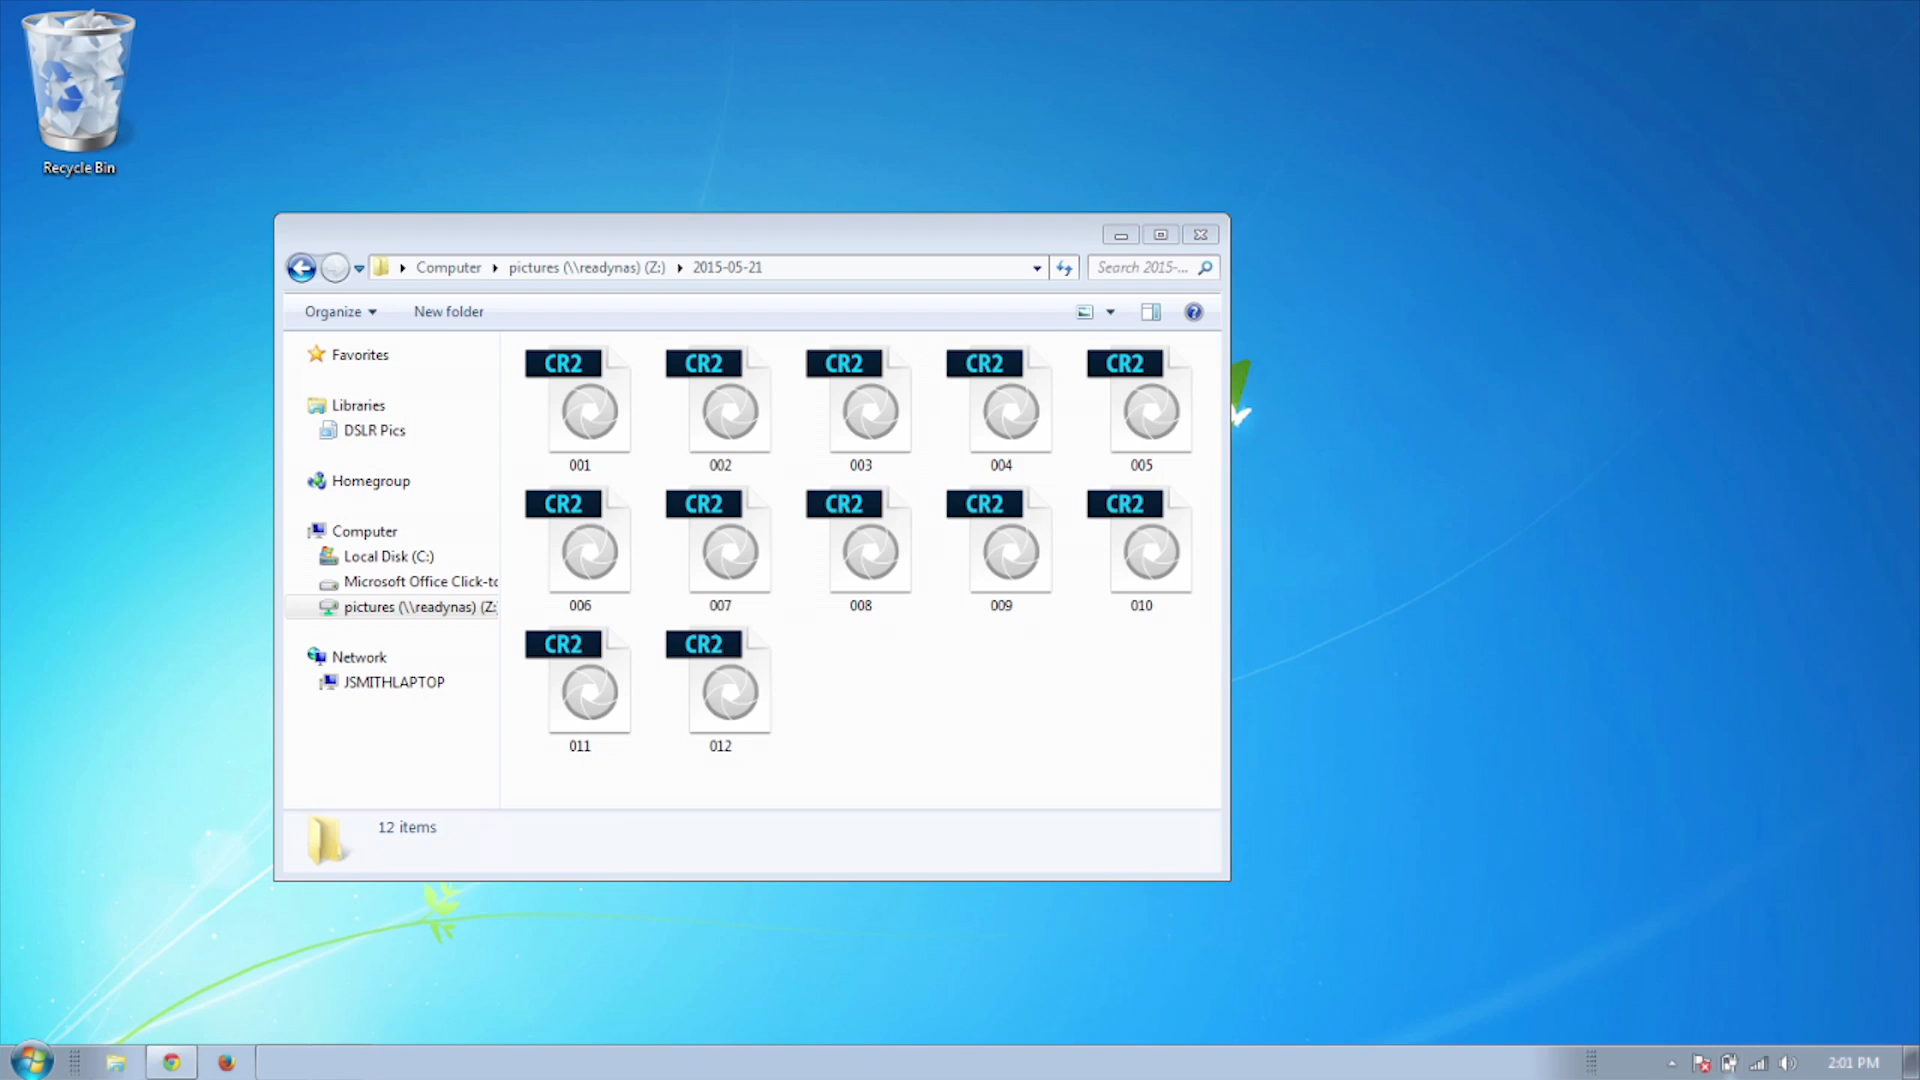 Recycle Bin
Computer pictures (\\readynas) (Z:) 2015-05-21
Search 2015-...
Organize New folder
Favorites
Libraries
DSLR Pics
Homegroup
Computer
Local Disk (C:)
Microsoft Office Click-to
pictures (\\readynas) (Z:
Network
JSMITHLAPTOP
CR2 CR2 CR2 CR2 CR2
001 002 003 004 005
CR2 CR2 CR2 CR2 CR2
006 007 008 009 010
CR2 CR2
011 012
12 items
2:01 PM